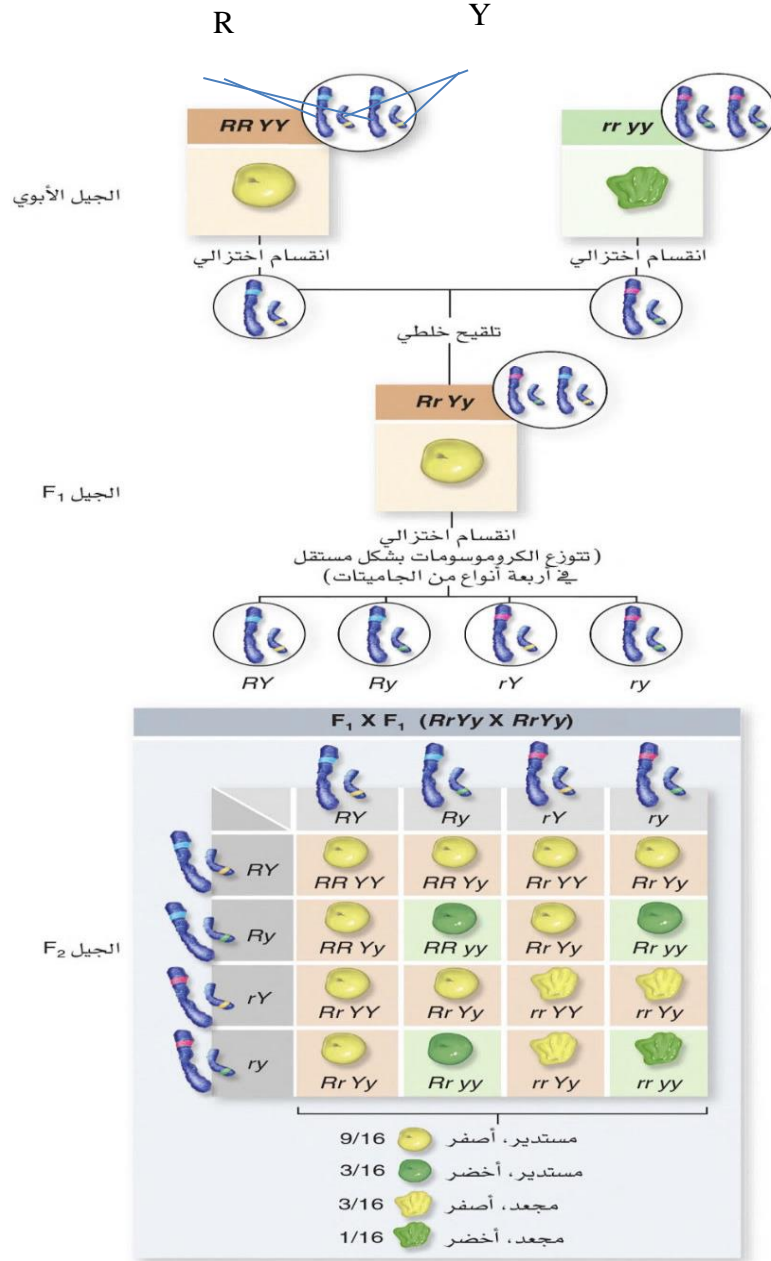 R Y
RR YY
rr yy
الجيل الأبوي
انقسام اختزالي
انقسام اختزالي
تلقيح خلطي
Rr Yy
الجيل F₁
انقسام اختزالي
(تتوزع الكروموسومات بشكل مستقل
في أربعة أنواع من الجاميتات)
RY Ry rY ry
F₁ X F₁ (RrYy X RrYy)
RY Ry rY ry
RY
RR YY RR Yy Rr YY Rr Yy
الجيل F₂
Ry
RR Yy RR yy Rr Yy Rr yy
rY
Rr YY Rr Yy rr YY rr Yy
ry
Rr Yy Rr yy rr Yy rr yy
مستدير، أصفر 9/16
مستدير، أخضر 3/16
مجعد، أصفر 3/16
مجعد، أخضر 1/16